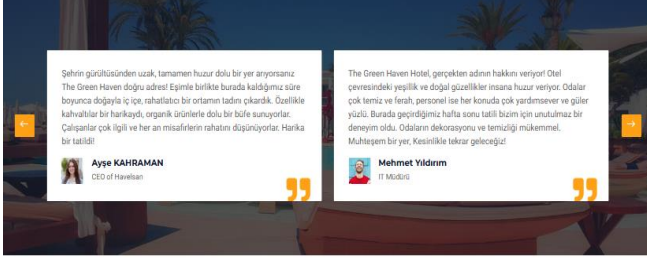 Şehrin gürültüsünden uzak, tamamen huzur dolu bir yer arıyorsanız
The Green Haven doğru adres! Eşimle birlikte burada kaldığımız süre
boyunca doğayla iç içe, rahatlatıcı bir ortamın tadını çıkardık. Özellikle
kahvaltılar bir harikaydı, organik ürünlerle dolu bir büfe sunuyorlar.
Çalışanlar çok ilgili ve her an misafirlerin rahatını düşünüyorlar. Harika
bir tatildi!
Ayşe KAHRAMAN
CEO of Havelsan
The Green Haven Hotel, gerçekten adının hakkını veriyor! Otel
çevresindeki yeşillik ve doğal güzellikler insana huzur veriyor. Odalar
çok temiz ve ferah, personel ise her konuda çok yardımsever ve güler
yüzlü. Burada geçirdiğimiz hafta sonu tatili bizim için unutulmaz bir
deneyim oldu. Odaların dekorasyonu ve temizliği mükemmel.
Muhteşem bir yer, Kesinlikle tekrar geleceğiz!
Mehmet Yıldırım
IT Müdürü